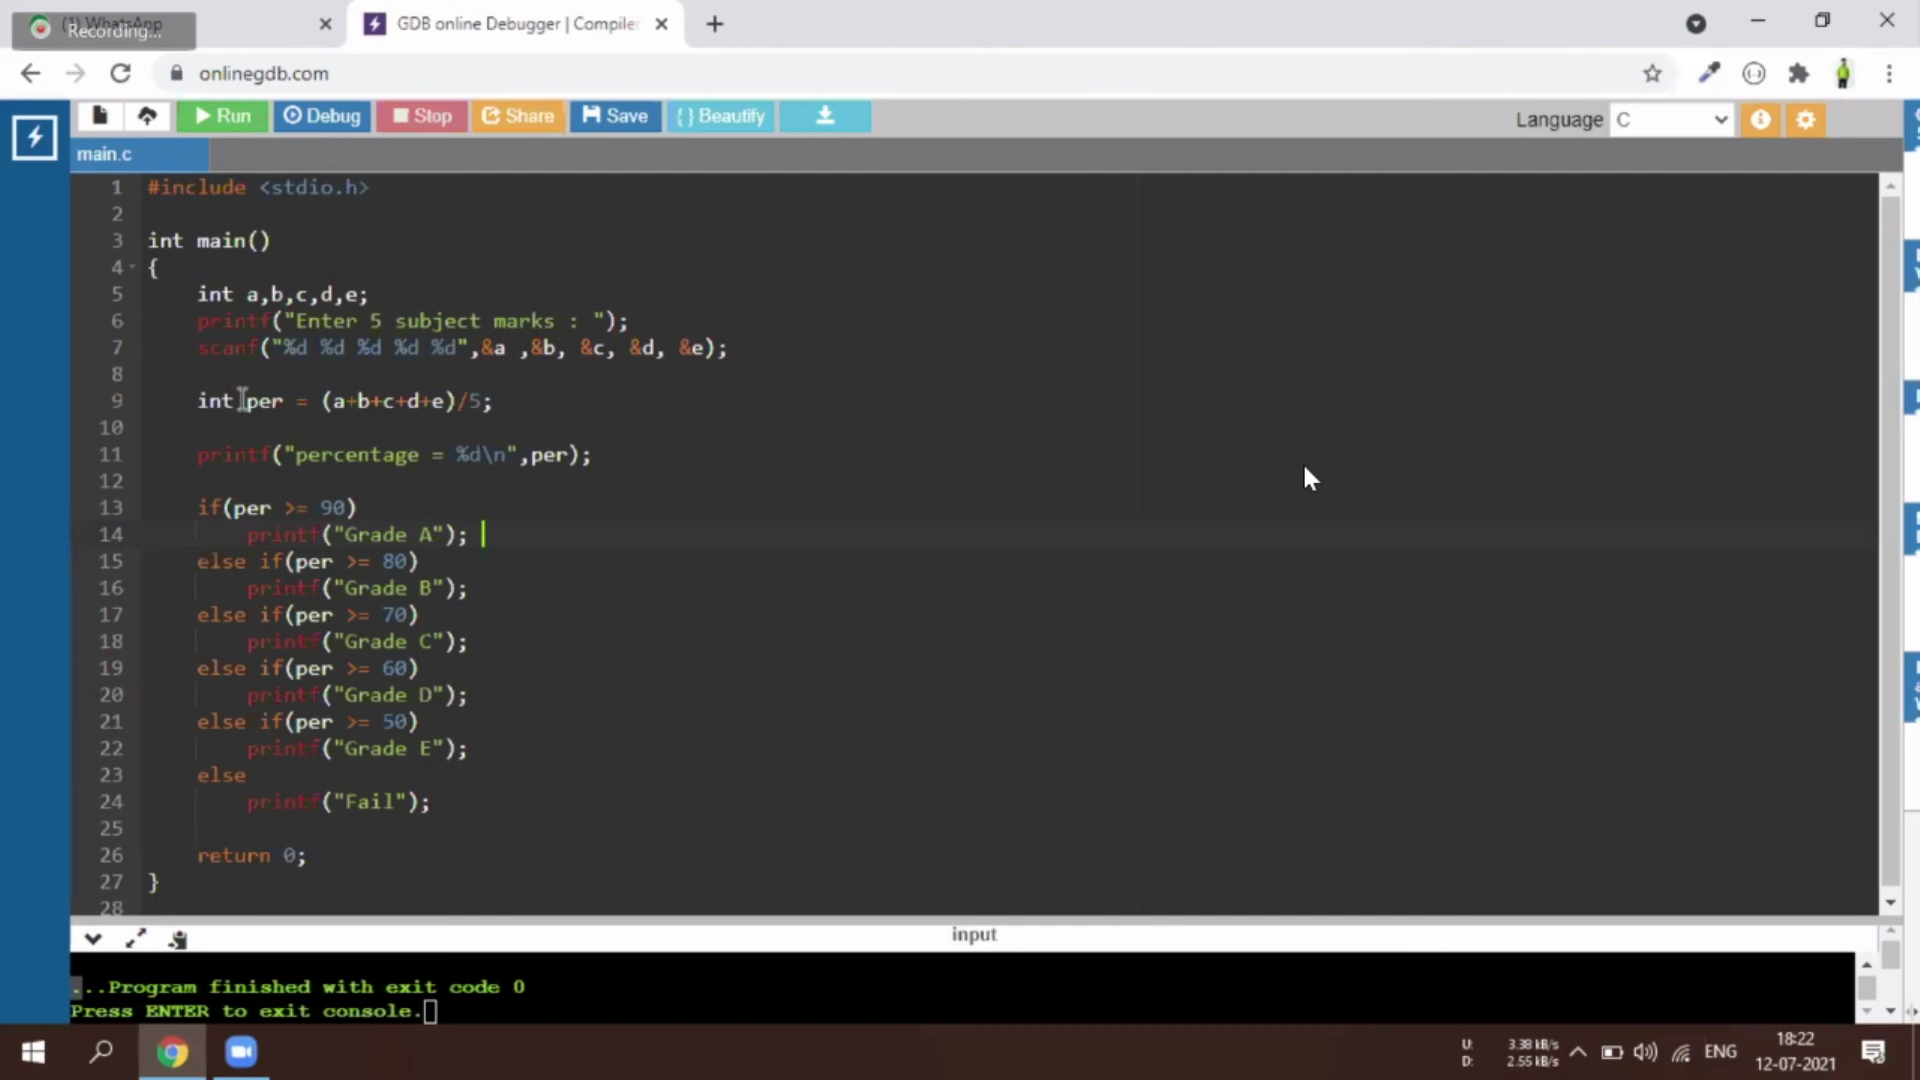 (1) WhatsApp
Recording...
GDB online Debugger | Compiler
onlinegdb.com
Run
Debug
Stop
Share
Save
{ } Beautify
Language C
main.c
1 #include <stdio.h>
2
3 int main()
4 {
5 int a,b,c,d,e;
6 printf("Enter 5 subject marks : ");
7 scanf("%d %d %d %d %d",&a ,&b, &c, &d, &e);
8
9 int per = (a+b+c+d+e)/5;
10
11 printf("percentage = %d\n",per);
12
13 if(per >= 90)
14 printf("Grade A");
15 else if(per >= 80)
16 printf("Grade B");
17 else if(per >= 70)
18 printf("Grade C");
19 else if(per >= 60)
20 printf("Grade D");
21 else if(per >= 50)
22 printf("Grade E");
23 else
24 printf("Fail");
25
26 return 0;
27 }
28
input
...Program finished with exit code 0
Press ENTER to exit console.
U: 3.38 kB/s
D: 2.55 kB/s
ENG
18:22
12-07-2021